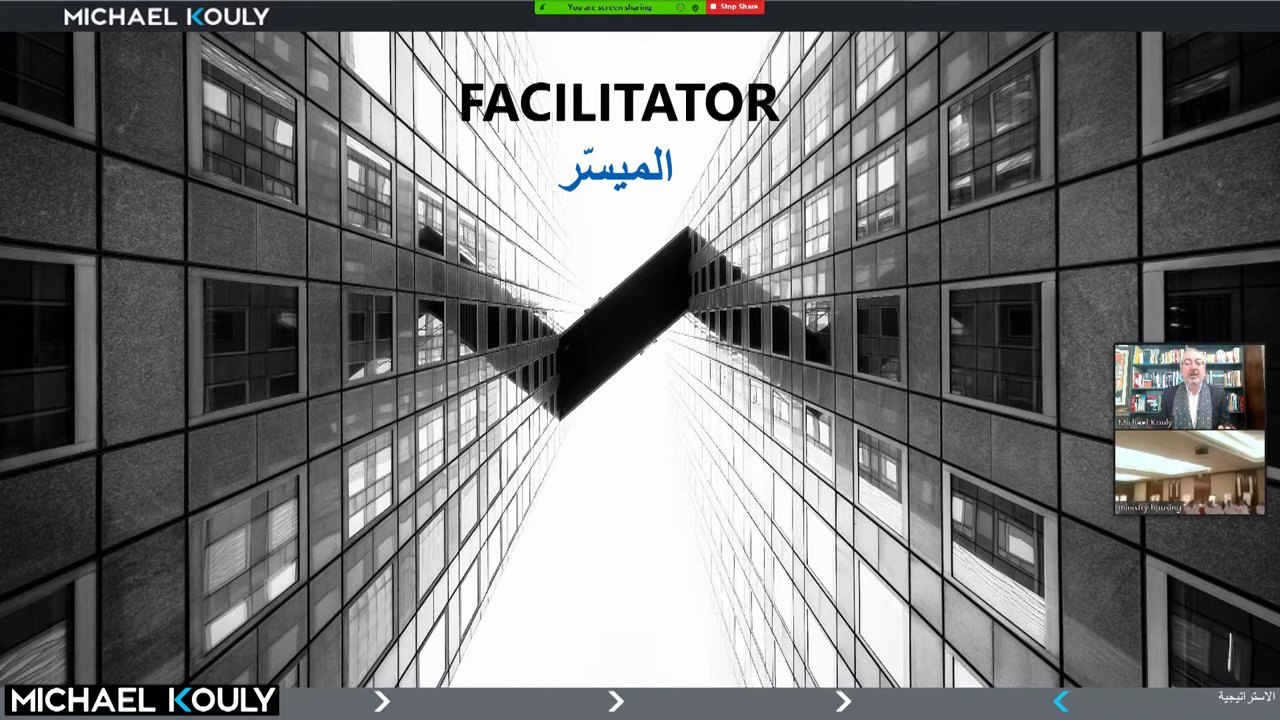 MICHAEL KOULY
You are screen sharing
Stop Share
FACILITATOR
الميسّر
Michael Kouly
ministry housing
MICHAEL KOULY
الاستراتيجية